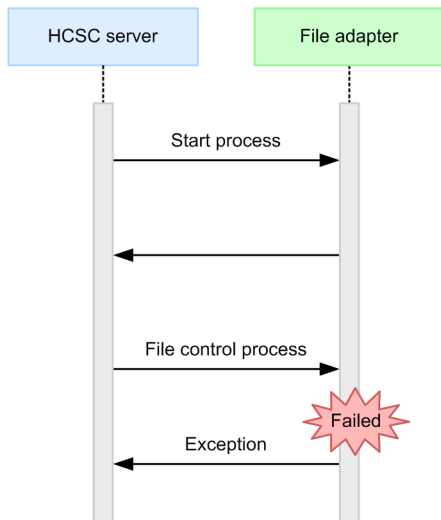 HCSC server
File adapter
Start process
File control process
Failed
Exception